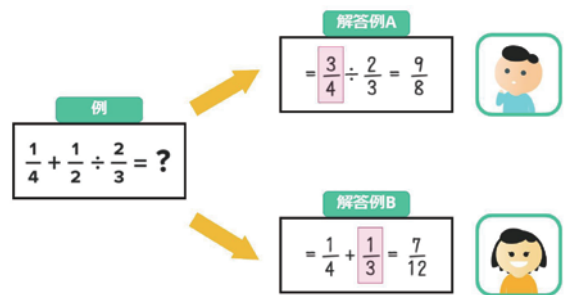 例
1/4 + 1/2 ÷ 2/3 = ?
解答例A
= 3/4 ÷ 2/3 = 9/8
解答例B
= 1/4 + 1/3 = 7/12